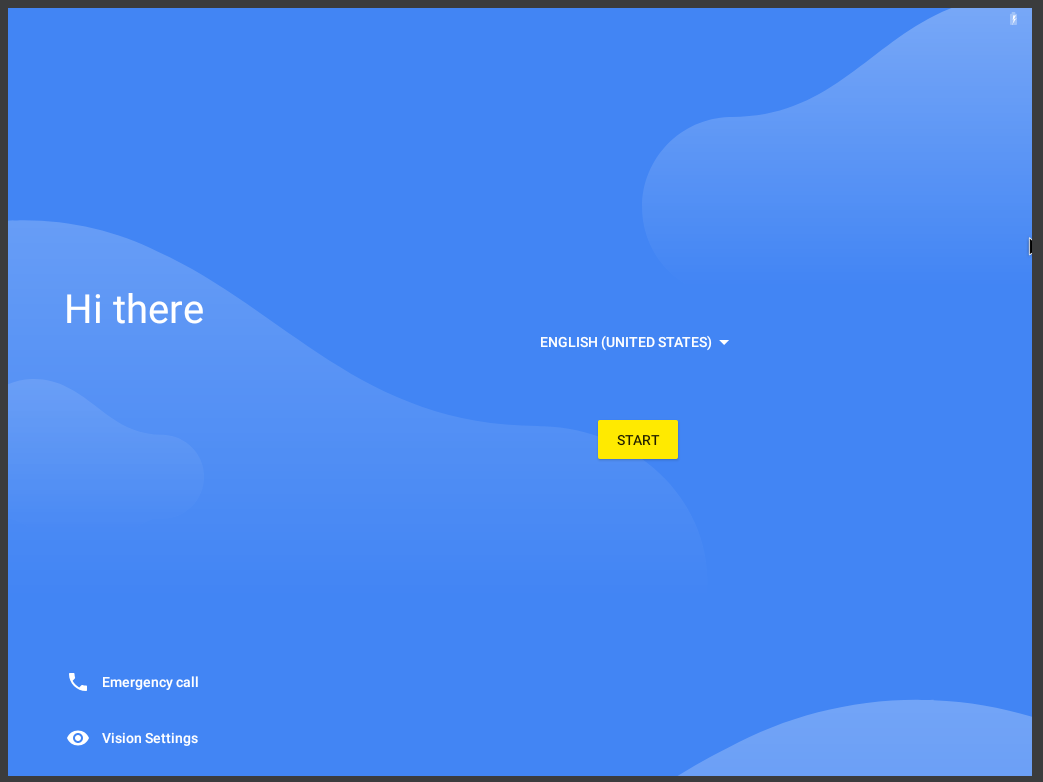 Hi there
ENGLISH (UNITED STATES)
START
Emergency call
Vision Settings